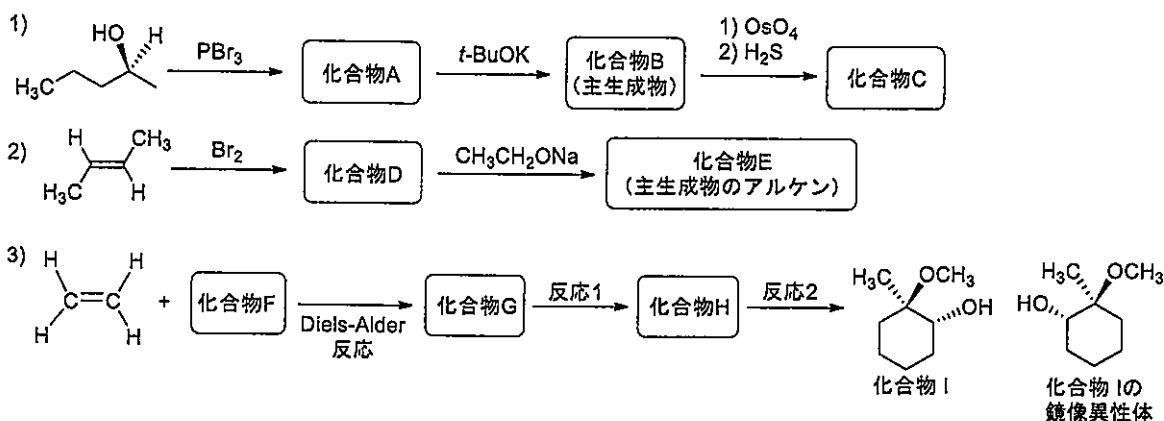 1)
HO
H
H₃C
PBr₃
化合物A
t-BuOK
化合物B
(主生成物)
1) OsO₄
2) H₂S
化合物C
2)
H
CH₃
H₃C
H
Br₂
化合物D
CH₃CH₂ONa
化合物E
(主生成物のアルケン)
3)
H
H
C=C
H
H
+
化合物F
Diels-Alder
反応
化合物G
反応1
化合物H
反応2
H₃C
OCH₃
OH
化合物 I
H₃C
OCH₃
HO
化合物 Iの
鏡像異性体